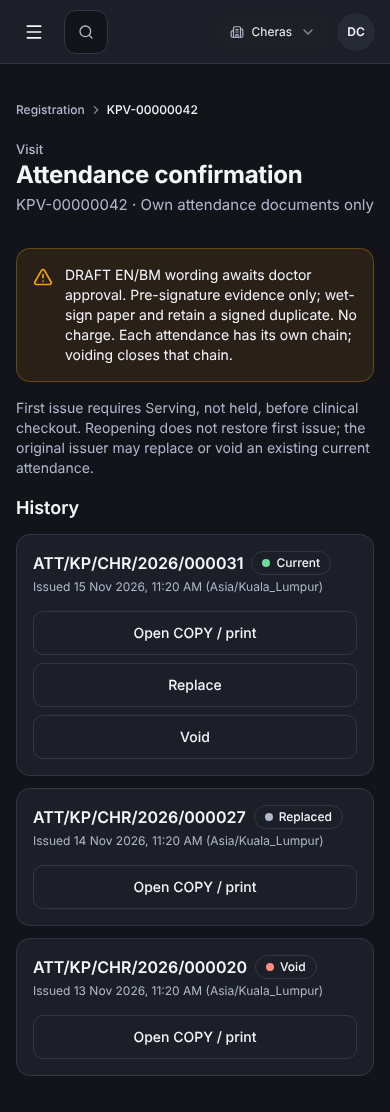 Cheras
DC
Registration > KPV-00000042
Visit
Attendance confirmation
KPV-00000042 · Own attendance documents only
DRAFT EN/BM wording awaits doctor
approval. Pre-signature evidence only; wet-
sign paper and retain a signed duplicate. No
charge. Each attendance has its own chain;
voiding closes that chain.
First issue requires Serving, not held, before clinical
checkout. Reopening does not restore first issue; the
original issuer may replace or void an existing current
attendance.
History
ATT/KP/CHR/2026/000031 Current
Issued 15 Nov 2026, 11:20 AM (Asia/Kuala_Lumpur)
Open COPY / print
Replace
Void
ATT/KP/CHR/2026/000027 Replaced
Issued 14 Nov 2026, 11:20 AM (Asia/Kuala_Lumpur)
Open COPY / print
ATT/KP/CHR/2026/000020 Void
Issued 13 Nov 2026, 11:20 AM (Asia/Kuala_Lumpur)
Open COPY / print